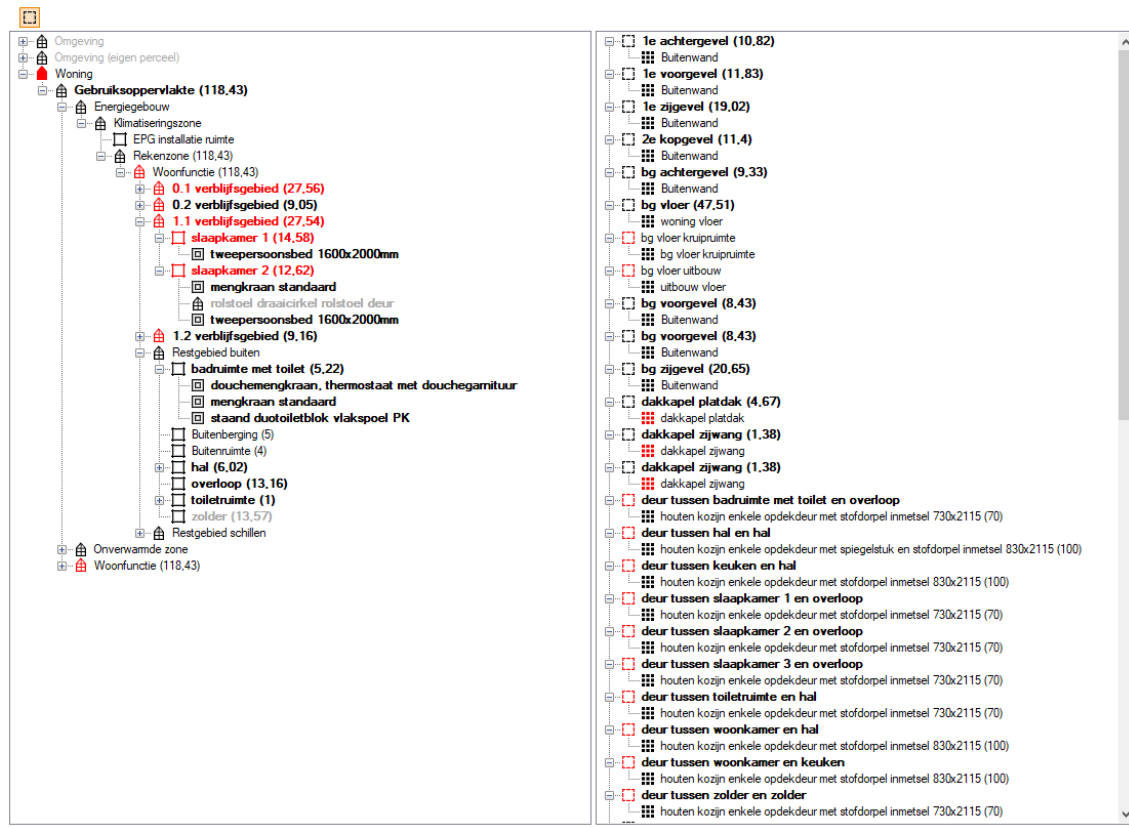 Omgeving
Omgeving (eigen perceel)
Woning
Gebruiksoppervlakte (118,43)
Energiegebouw
Klimatiseringszone
EPG installatie ruimte
Rekenzone (118,43)
Woonfunctie (118,43)
0.1 verblijfsgebied (27,56)
0.2 verblijfsgebied (9,05)
1.1 verblijfsgebied (27,54)
slaapkamer 1 (14,58)
tweepersoonsbed 1600x2000mm
slaapkamer 2 (12,62)
mengkraan standaard
rolstoel draaicirkel rolstoel deur
tweepersoonsbed 1600x2000mm
1.2 verblijfsgebied (9,16)
Restgebied buiten
badruimte met toilet (5,22)
douchemengkraan, thermostaat met douchegarnituur
mengkraan standaard
staand duotoiletblok vlakspoel PK
Buitenberging (5)
Buitenruimte (4)
hal (6,02)
overloop (13,16)
toiletruimte (1)
zolder (13,57)
Restgebied schillen
Onverwarmde zone
Woonfunctie (118,43)
1e achtergevel (10,82)
Buitenwand
1e voorgevel (11,83)
Buitenwand
1e zijgevel (19,02)
Buitenwand
2e kopgevel (11,4)
Buitenwand
bg achtergevel (9,33)
Buitenwand
bg vloer (47,51)
woning vloer
bg vloer kruipruimte
bg vloer kruipruimte
bg vloer uitbouw
uitbouw vloer
bg voorgevel (8,43)
Buitenwand
bg voorgevel (8,43)
Buitenwand
bg zijgevel (20,65)
Buitenwand
dakkapel platdak (4,67)
dakkapel platdak
dakkapel zijwang (1,38)
dakkapel zijwang
dakkapel zijwang (1,38)
dakkapel zijwang
deur tussen badruimte met toilet en overloop
houten kozijn enkele opdekdeur met stofdorpel inmetsel 730x2115 (70)
deur tussen hal en hal
houten kozijn enkele opdekdeur met spiegelstuk en stofdorpel inmetsel 830x2115 (100)
deur tussen keuken en hal
houten kozijn enkele opdekdeur met stofdorpel inmetsel 830x2115 (100)
deur tussen slaapkamer 1 en overloop
houten kozijn enkele opdekdeur met stofdorpel inmetsel 730x2115 (70)
deur tussen slaapkamer 2 en overloop
houten kozijn enkele opdekdeur met stofdorpel inmetsel 730x2115 (70)
deur tussen slaapkamer 3 en overloop
houten kozijn enkele opdekdeur met stofdorpel inmetsel 730x2115 (70)
deur tussen toiletruimte en hal
houten kozijn enkele opdekdeur met stofdorpel inmetsel 730x2115 (70)
deur tussen woonkamer en hal
houten kozijn enkele opdekdeur met stofdorpel inmetsel 830x2115 (100)
deur tussen woonkamer en keuken
houten kozijn enkele opdekdeur met stofdorpel inmetsel 830x2115 (100)
deur tussen zolder en zolder
houten kozijn enkele opdekdeur met stofdorpel inmetsel 730x2115 (70)